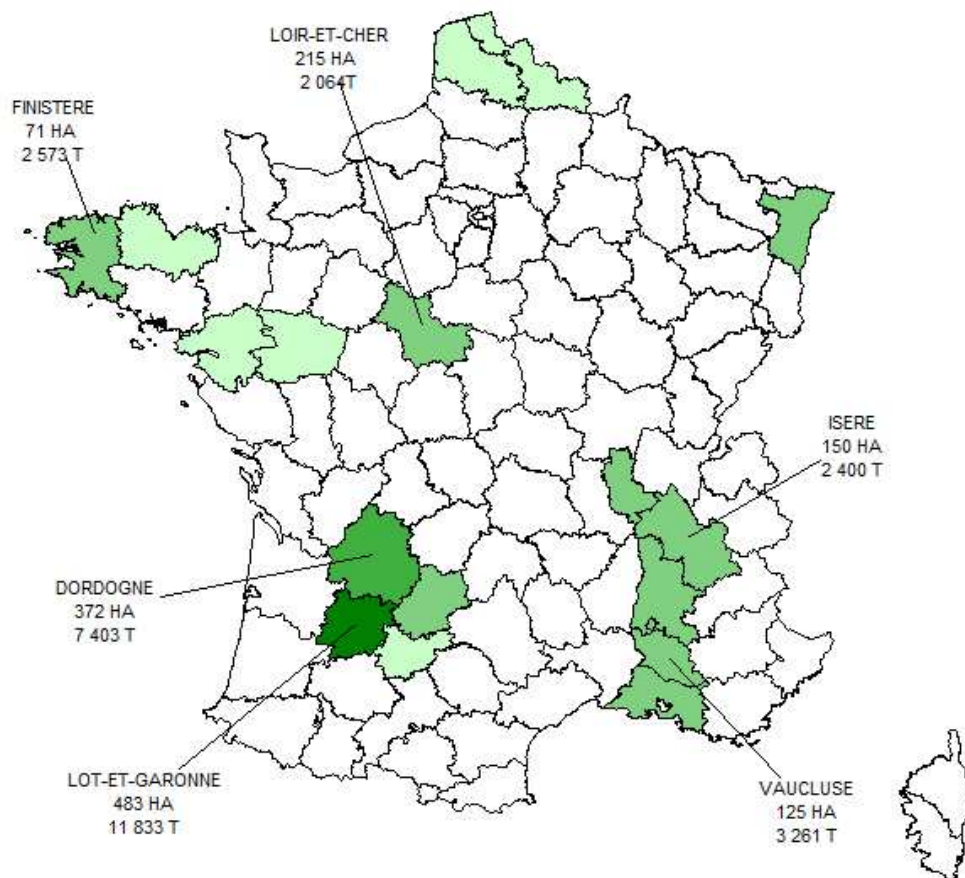 LOIR-ET-CHER
215 HA
2 064T
FINISTERE
71 HA
2 573 T
ISERE
150 HA
2 400 T
DORDOGNE
372 HA
7 403 T
LOT-ET-GARONNE
483 HA
11 833 T
VAUCLUSE
125 HA
3 261 T